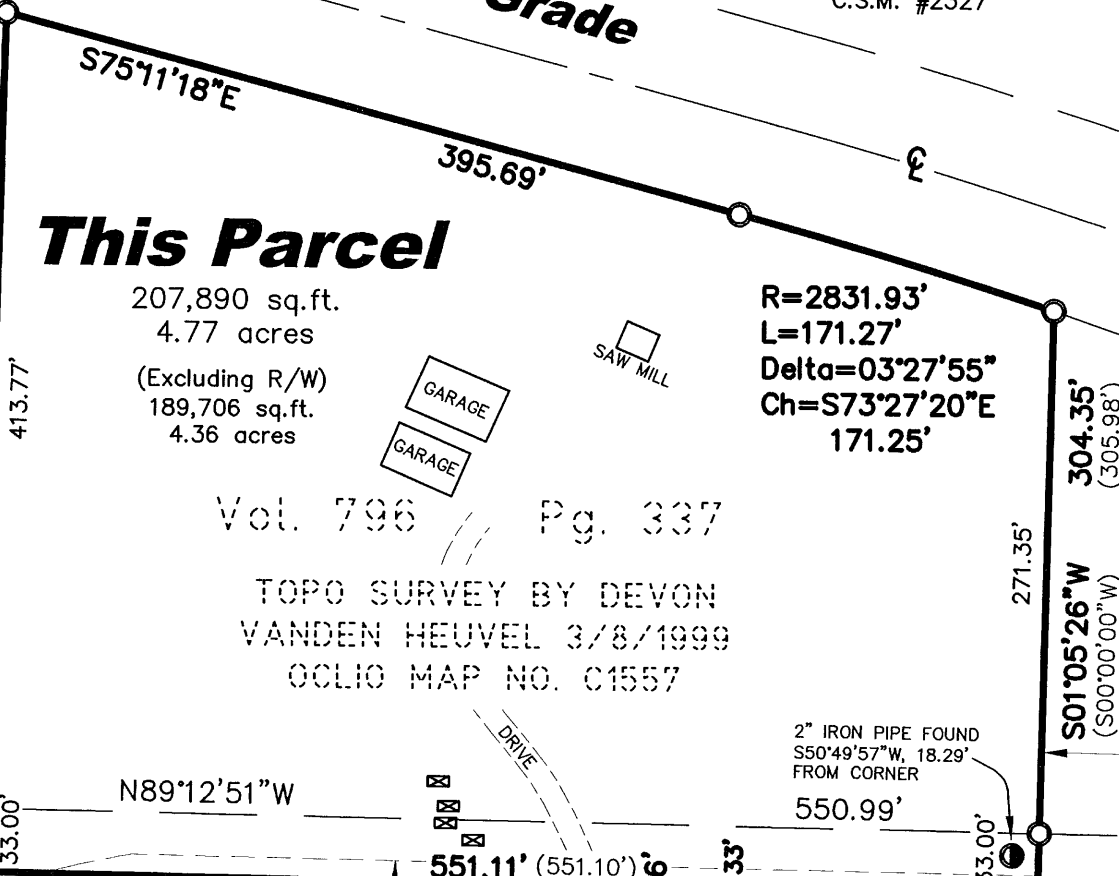 Grade
C.S.M. #2327
S75°11'18"E
395.69'
℄
This Parcel
207,890 sq.ft.
4.77 acres
(Excluding R/W)
189,706 sq.ft.
4.36 acres
413.77'
GARAGE
GARAGE
SAW MILL
R=2831.93'
L=171.27'
Delta=03°27'55"
Ch=S73°27'20"E
171.25'
304.35'
(305.98')
271.35'
S01°05'26"W
(S00°00'00"W)
Vol. 796 Pg. 337
TOPO SURVEY BY DEVON
VANDEN HEUVEL 3/8/1999
OCLIO MAP NO. C1557
DRIVE
2" IRON PIPE FOUND
S50°49'57"W, 18.29'
FROM CORNER
N89°12'51"W
550.99'
33.00'
33.00'
551.11' (551.10')
6'
33'